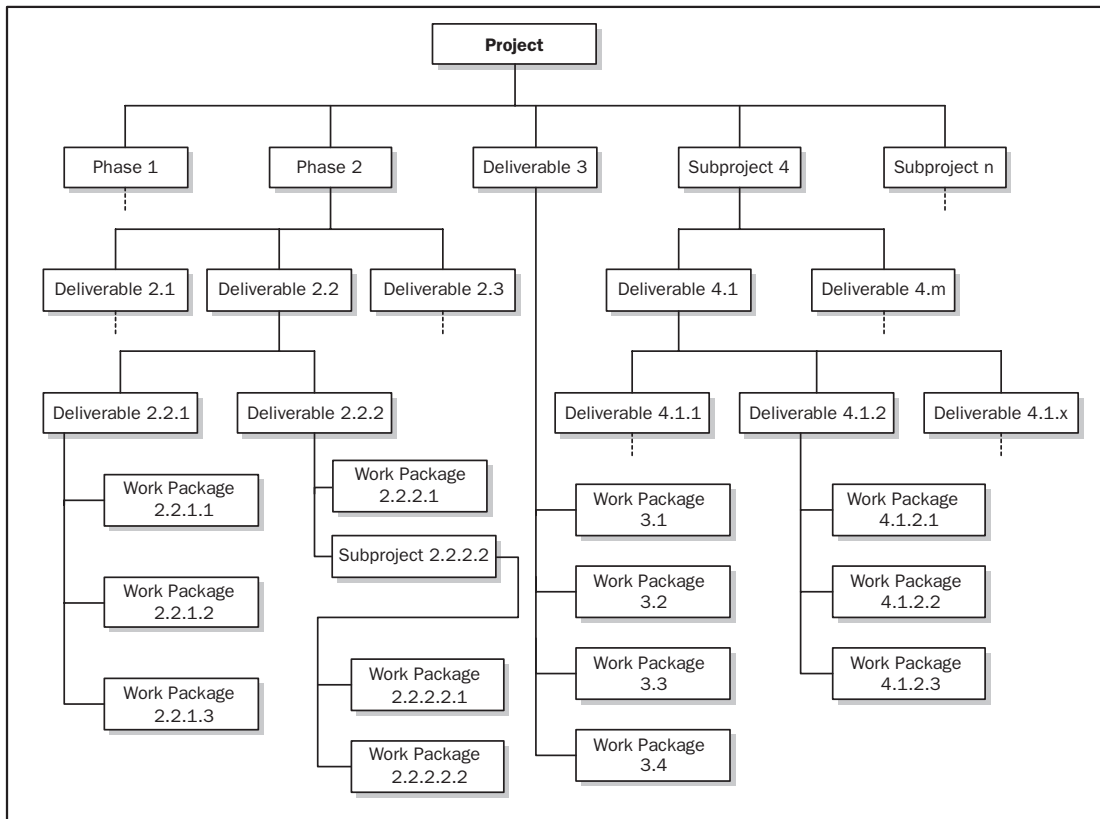 Project
Phase 1
Phase 2
Deliverable 3
Subproject 4
Subproject n
Deliverable 2.1
Deliverable 2.2
Deliverable 2.3
Deliverable 4.1
Deliverable 4.m
Deliverable 2.2.1
Deliverable 2.2.2
Deliverable 4.1.1
Deliverable 4.1.2
Deliverable 4.1.x
Work Package
2.2.1.1
Work Package
2.2.1.2
Work Package
2.2.1.3
Work Package
2.2.2.1
Subproject 2.2.2.2
Work Package
2.2.2.2.1
Work Package
2.2.2.2.2
Work Package
3.1
Work Package
3.2
Work Package
3.3
Work Package
3.4
Work Package
4.1.2.1
Work Package
4.1.2.2
Work Package
4.1.2.3